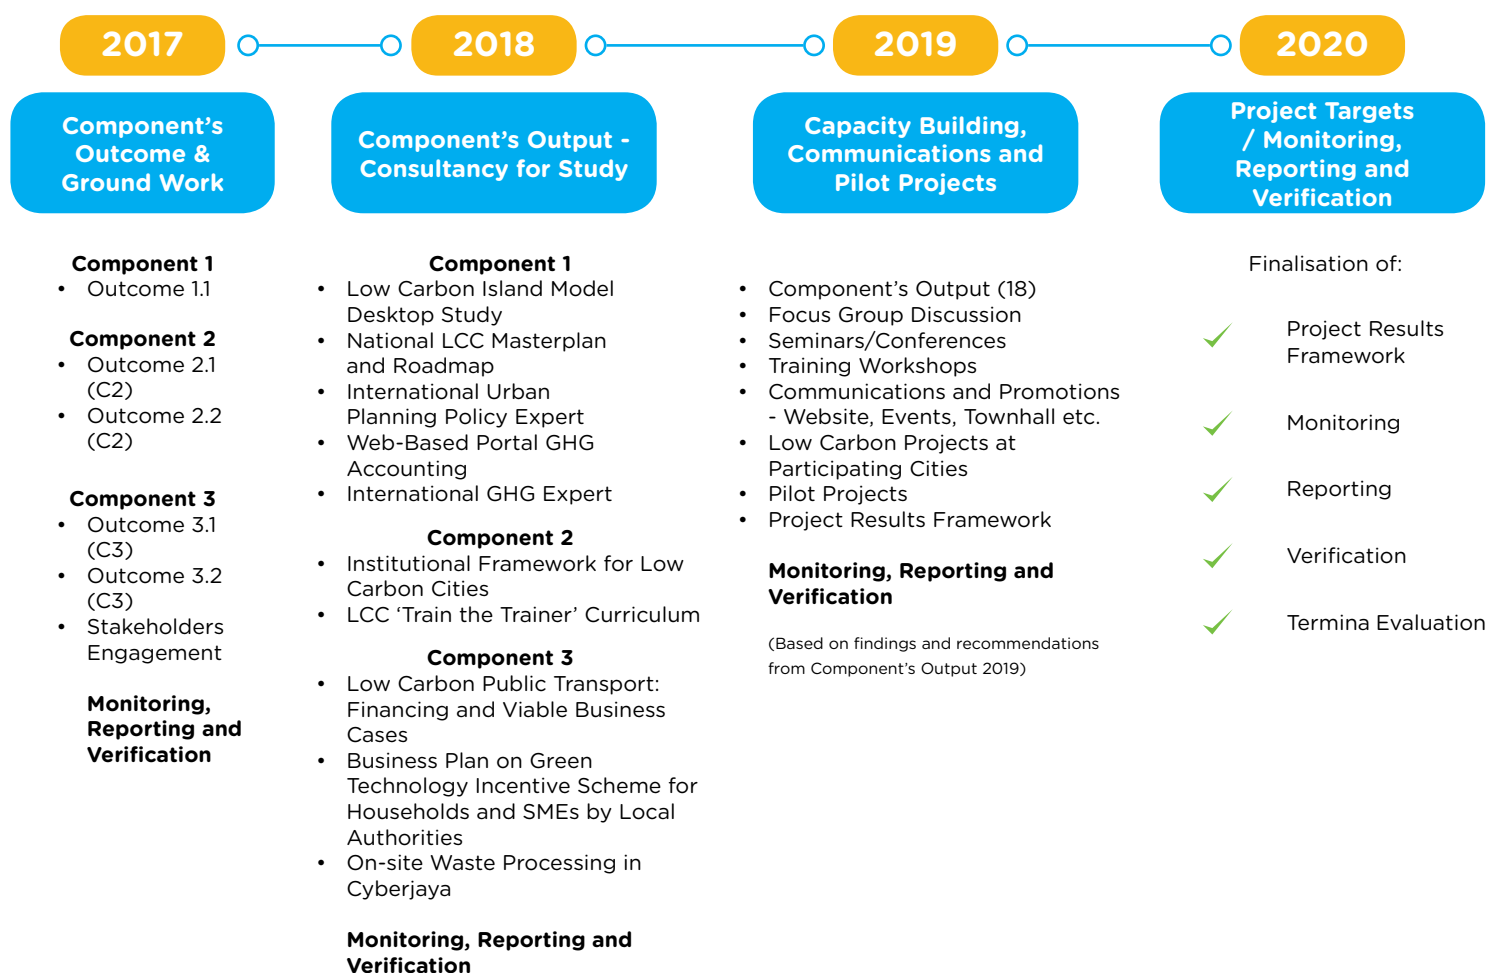 2017
2018
2019
2020
Component's
Outcome &
Ground Work
Component's Output -
Consultancy for Study
Capacity Building,
Communications and
Pilot Projects
Project Targets
/ Monitoring,
Reporting and
Verification
Component 1
• Outcome 1.1
Component 2
• Outcome 2.1
(C2)
• Outcome 2.2
(C2)
Component 3
• Outcome 3.1
(C3)
• Outcome 3.2
(C3)
• Stakeholders
Engagement
Monitoring,
Reporting and
Verification
Component 1
• Low Carbon Island Model
Desktop Study
• National LCC Masterplan
and Roadmap
• International Urban
Planning Policy Expert
• Web-Based Portal GHG
Accounting
• International GHG Expert
Component 2
• Institutional Framework for Low
Carbon Cities
• LCC ‘Train the Trainer’ Curriculum
Component 3
• Low Carbon Public Transport:
Financing and Viable Business
Cases
• Business Plan on Green
Technology Incentive Scheme for
Households and SMEs by Local
Authorities
• On-site Waste Processing in
Cyberjaya
Monitoring, Reporting and
Verification
• Component's Output (18)
• Focus Group Discussion
• Seminars/Conferences
• Training Workshops
• Communications and Promotions
- Website, Events, Townhall etc.
• Low Carbon Projects at
Participating Cities
• Pilot Projects
• Project Results Framework
Monitoring, Reporting and
Verification
(Based on findings and recommendations
from Component's Output 2019)
Finalisation of:
Project Results
Framework
Monitoring
Reporting
Verification
Termina Evaluation